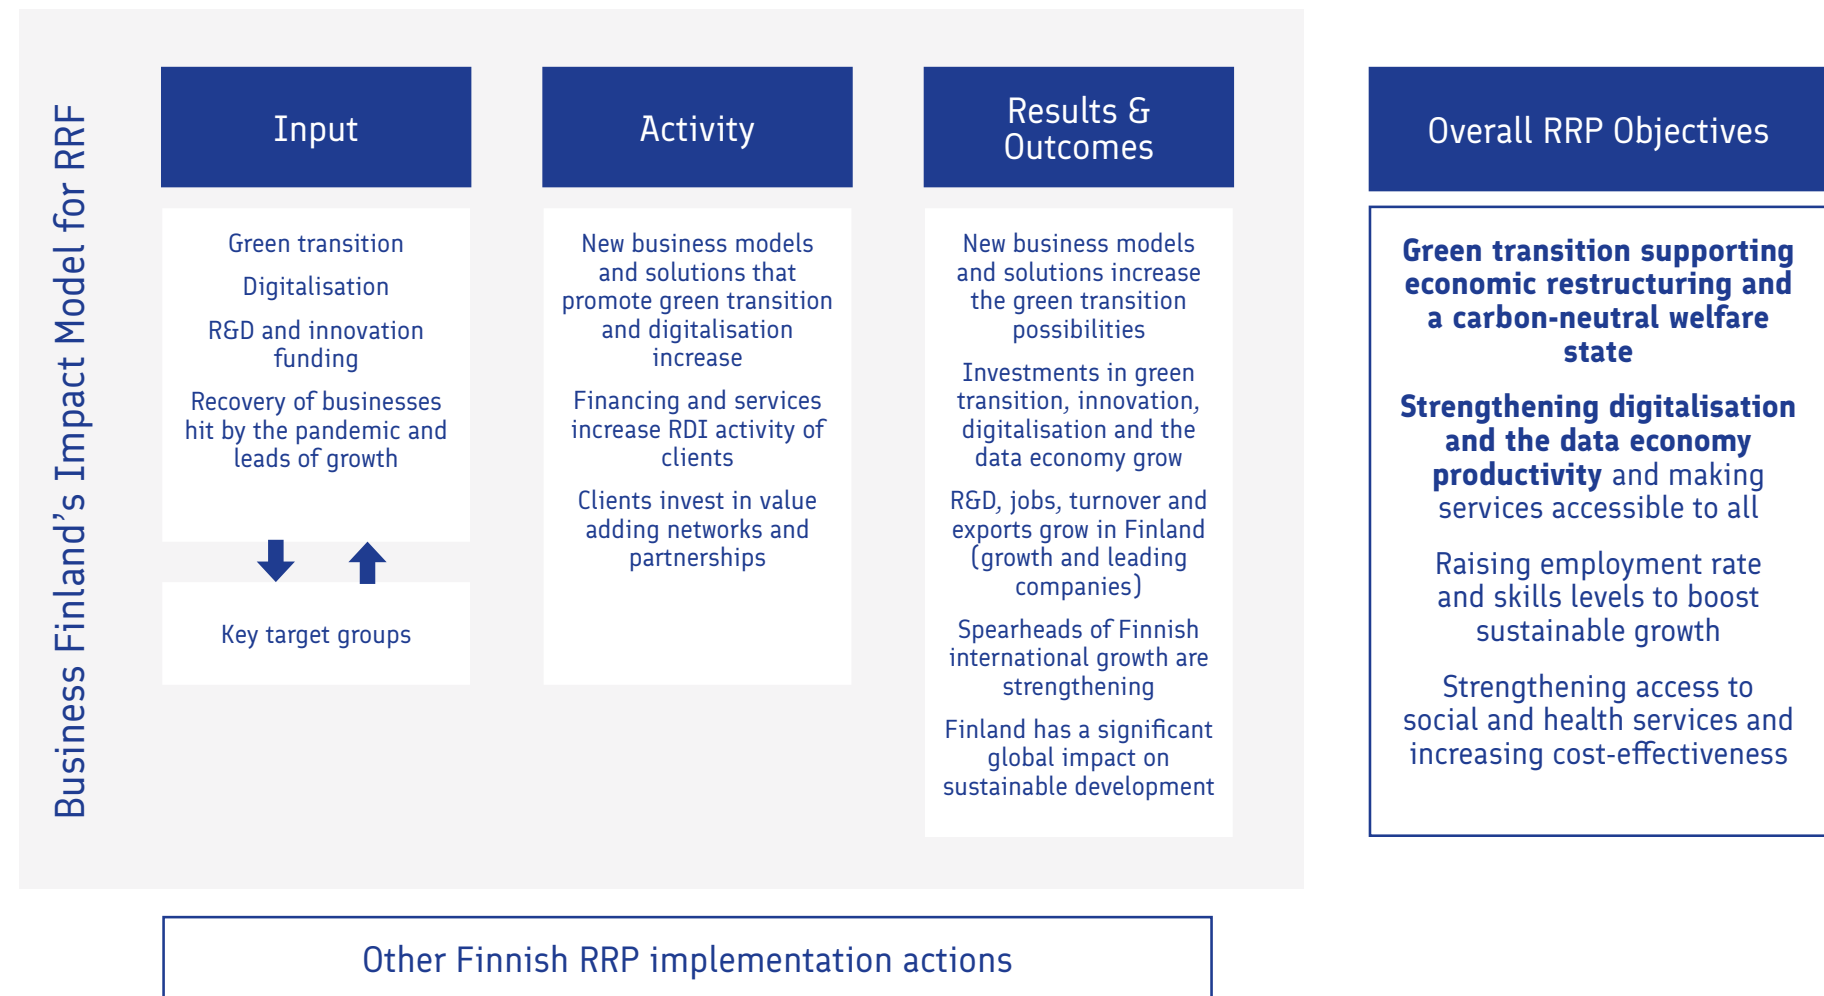 Business Finland's Impact Model for RRF
Input
Green transition
Digitalisation
R&D and innovation
funding
Recovery of businesses
hit by the pandemic and
leads of growth
Key target groups
Activity
New business models
and solutions that
promote green transition
and digitalisation
increase
Financing and services
increase RDI activity of
clients
Clients invest in value
adding networks and
partnerships
Results &
Outcomes
New business models
and solutions increase
the green transition
possibilities
Investments in green
transition, innovation,
digitalisation and the
data economy grow
R&D, jobs, turnover and
exports grow in Finland
(growth and leading
companies)
Spearheads of Finnish
international growth are
strengthening
Finland has a significant
global impact on
sustainable development
Overall RRP Objectives
Green transition supporting
economic restructuring and
a carbon-neutral welfare
state
Strengthening digitalisation
and the data economy
productivity and making
services accessible to all
Raising employment rate
and skills levels to boost
sustainable growth
Strengthening access to
social and health services and
increasing cost-effectiveness
Other Finnish RRP implementation actions